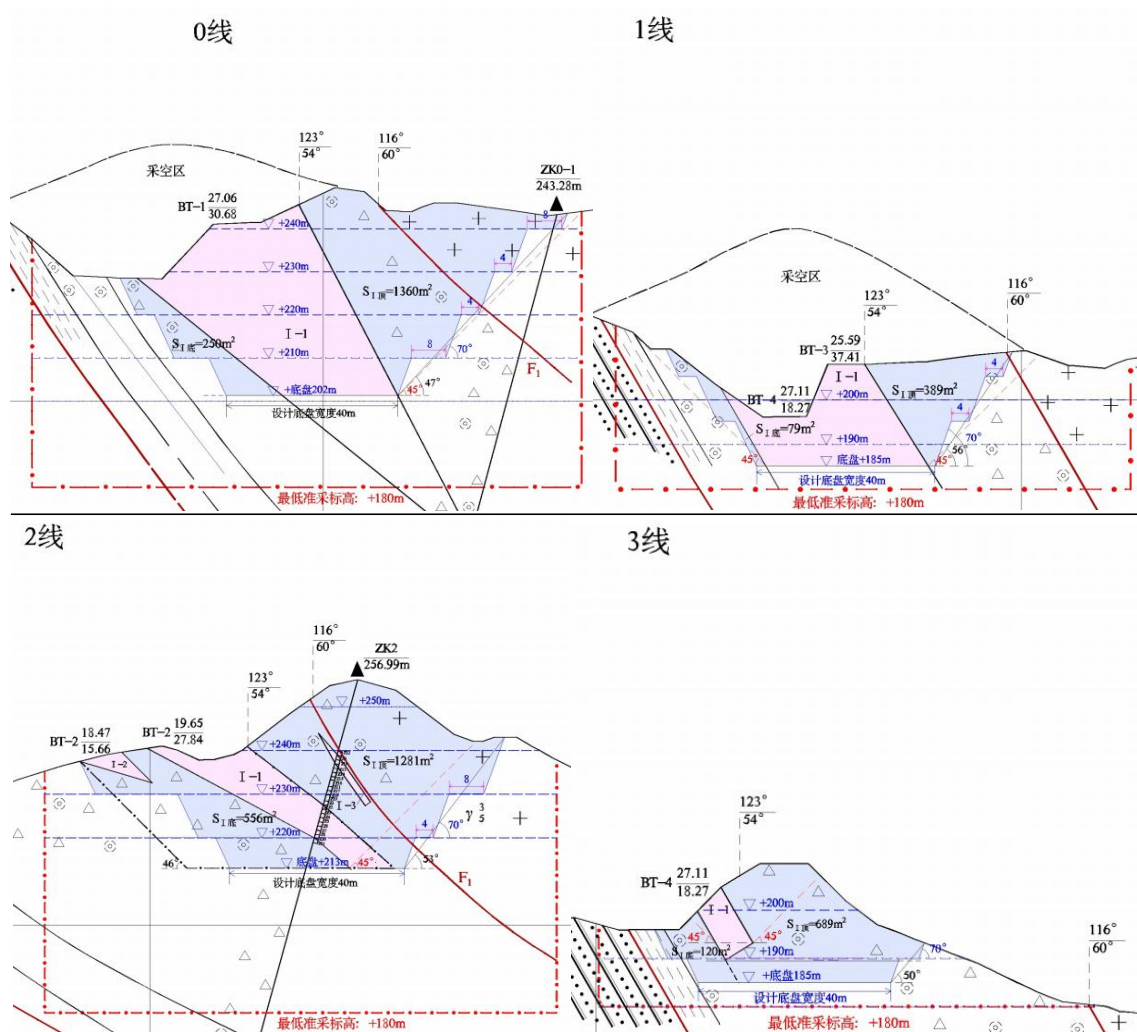 0线
123°
54°
116°
60°
采空区
ZK0-1
243.28m
BT-1 27.06
30.68
8
+240m
+230m
4
S Ⅰ顶=1360m²
+220m
4
Ⅰ-1
S Ⅰ底=250m²
+210m
8
70°
F₁
+底盘202m
45°
47°
设计底盘宽度40m
最低准采标高: +180m
1线
采空区
123°
54°
116°
60°
BT-3 25.59
37.41
Ⅰ-1
4
BT-4 27.11
18.27
+200m
S Ⅰ顶=389m²
4
S Ⅰ底=79m²
+190m
70°
56°
45°
底盘+185m
45°
设计底盘宽度40m
最低准采标高: +180m
2线
116°
60°
ZK2
256.99m
123°
54°
+250m
BT-2 18.47
15.66
BT-2 19.65
27.84
+240m
Ⅰ-2
S Ⅰ顶=1281m²
Ⅰ-1
8
+230m
Ⅰ-3
S Ⅰ底=556m²
γ 3
5
+220m
4
70°
46°
底盘+213m
45°
53°
设计底盘宽度40m
F₁
最低准采标高: +180m
3线
123°
54°
BT-4 27.11
18.27
Ⅰ-1
+200m
S Ⅰ顶=689m²
116°
60°
45°
45°
S Ⅰ底=120m²
+190m
70°
+底盘185m
50°
设计底盘宽度40m
最低准采标高: +180m